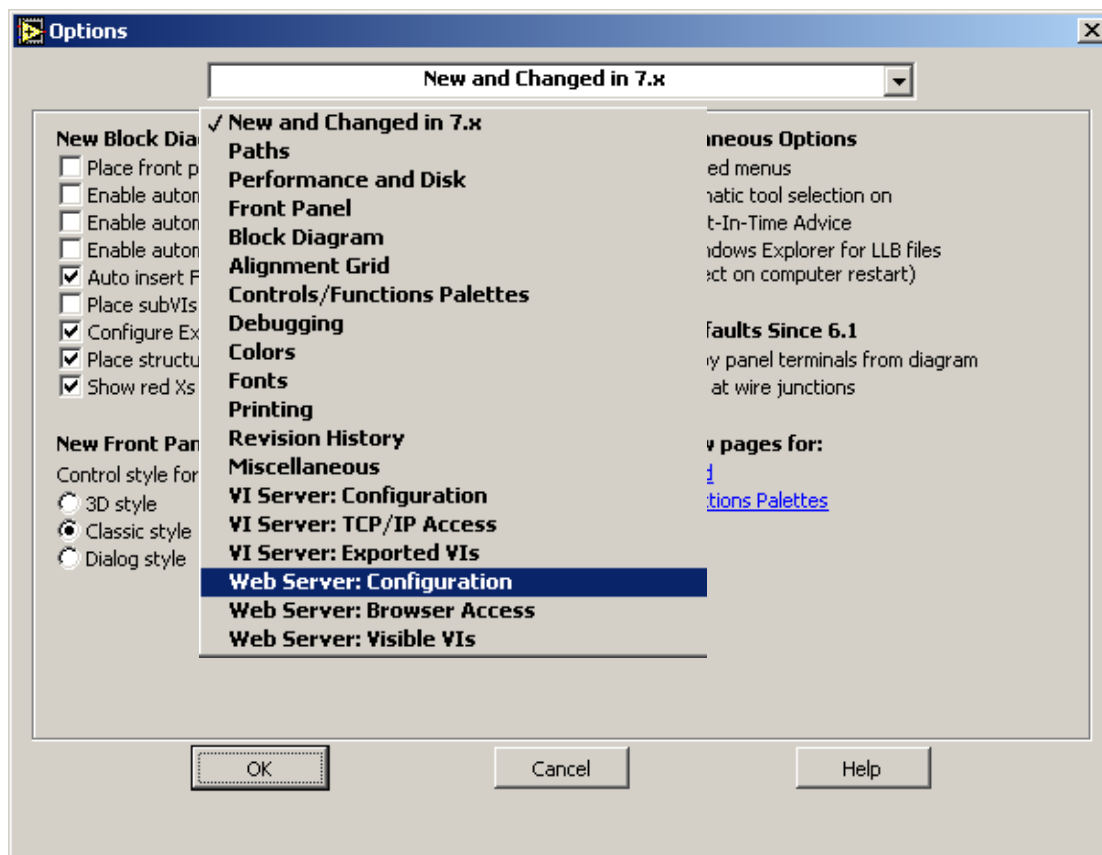 Options
New and Changed in 7.x
New Block Dia
Place front p
Enable autom
Enable autom
Enable autom
Auto insert F
Place subVIs
Configure Ex
Place structu
Show red Xs
New Front Pan
Control style for
3D style
Classic style
Dialog style
✓ New and Changed in 7.x
Paths
Performance and Disk
Front Panel
Block Diagram
Alignment Grid
Controls/Functions Palettes
Debugging
Colors
Fonts
Printing
Revision History
Miscellaneous
VI Server: Configuration
VI Server: TCP/IP Access
VI Server: Exported VIs
Web Server: Configuration
Web Server: Browser Access
Web Server: Visible VIs
neous Options
ed menus
natic tool selection on
t-In-Time Advice
ndows Explorer for LLB files
ect on computer restart)
faults Since 6.1
y panel terminals from diagram
at wire junctions
w pages for:
d
tions Palettes
OK
Cancel
Help